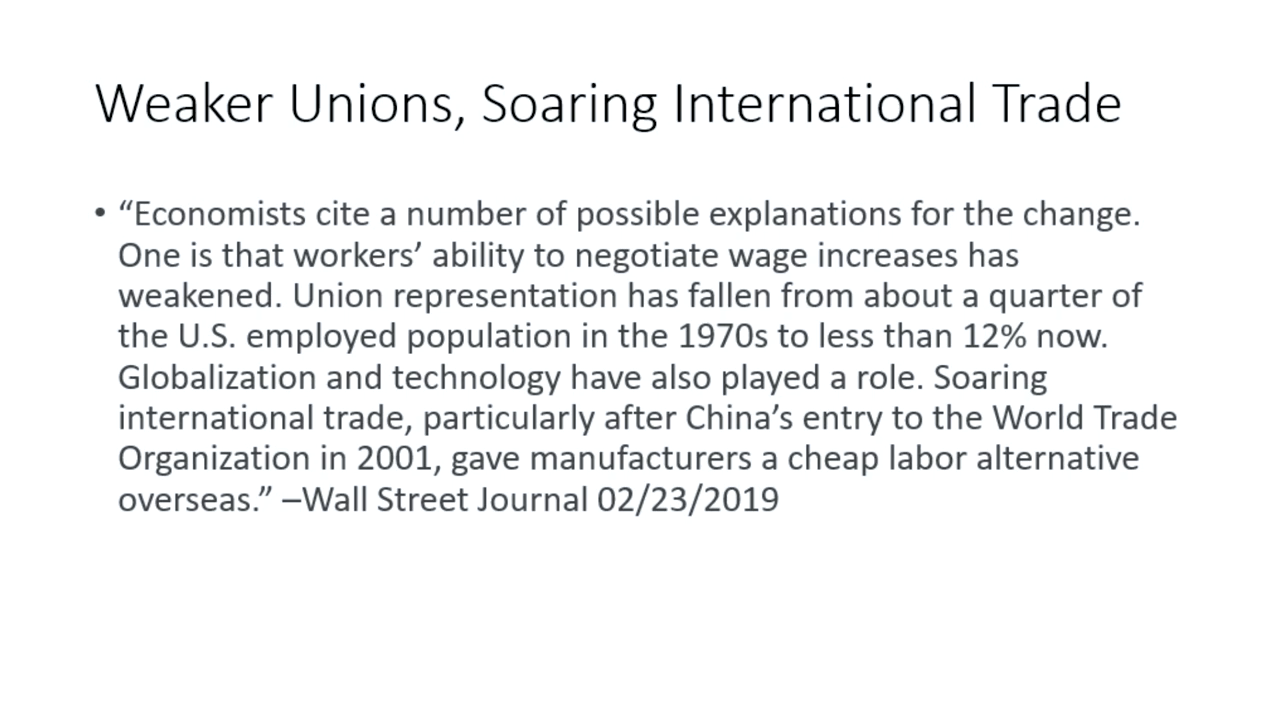 Weaker Unions, Soaring International Trade
• “Economists cite a number of possible explanations for the change.
One is that workers’ ability to negotiate wage increases has
weakened. Union representation has fallen from about a quarter of
the U.S. employed population in the 1970s to less than 12% now.
Globalization and technology have also played a role. Soaring
international trade, particularly after China’s entry to the World Trade
Organization in 2001, gave manufacturers a cheap labor alternative
overseas.” –Wall Street Journal 02/23/2019